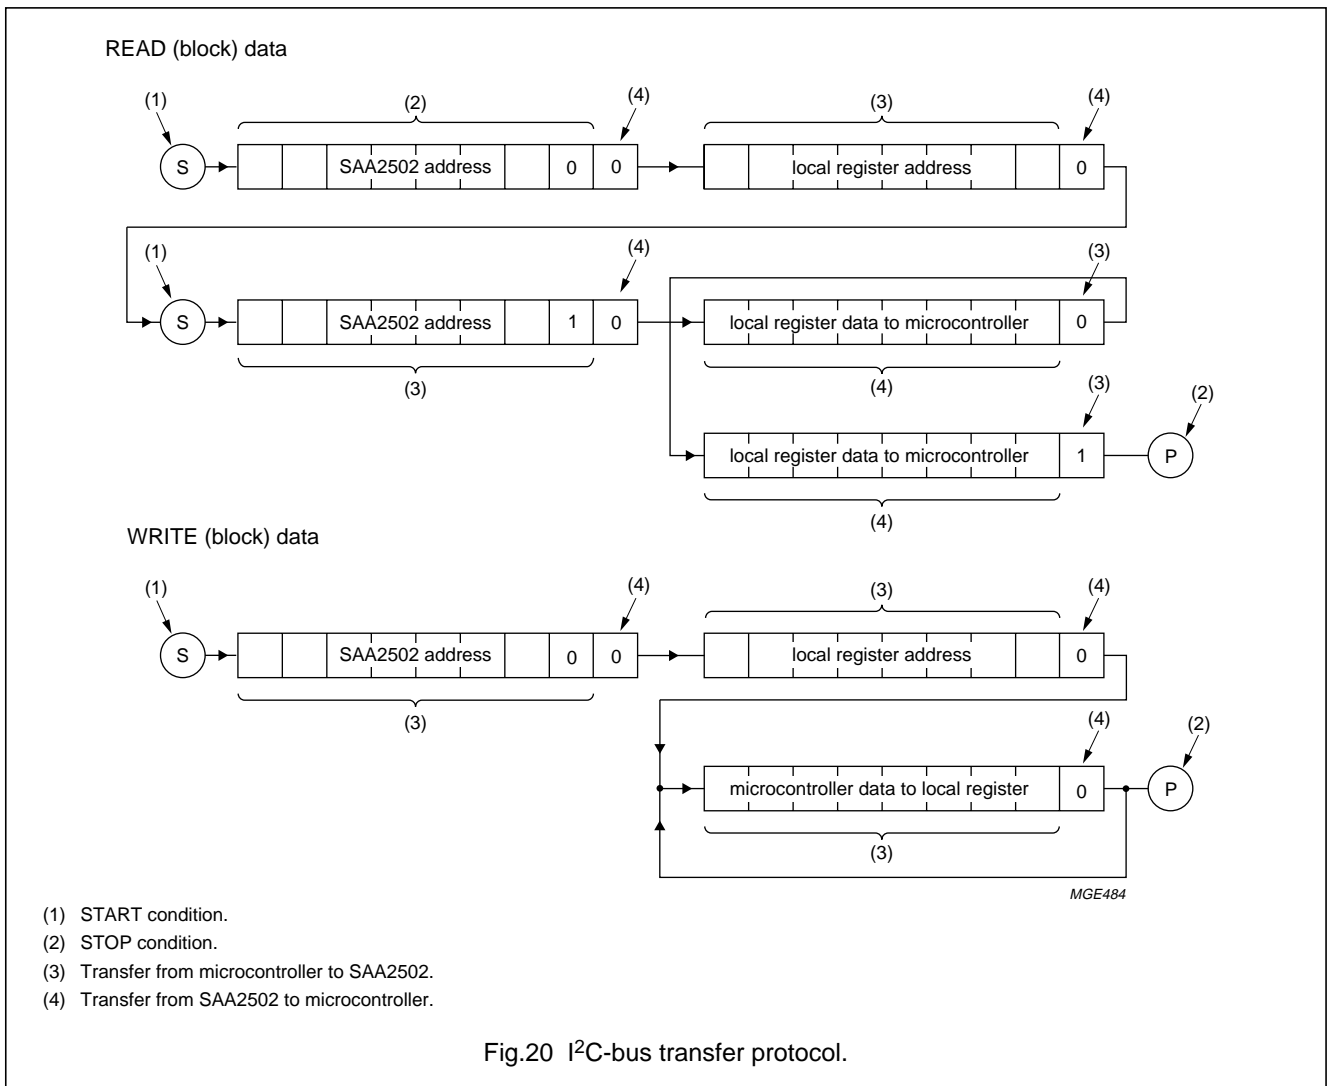 READ (block) data
(1) (2) (4) (3) (4)
S SAA2502 address 0 0 local register address 0
(1) (4) (3)
S SAA2502 address 1 0 local register data to microcontroller 0
(3) (4) (3) (2)
local register data to microcontroller 1 P
(4)
WRITE (block) data
(1) (4) (3) (4)
S SAA2502 address 0 0 local register address 0
(3) (4) (2)
microcontroller data to local register 0 P
(3)
MGE484
(1) START condition.
(2) STOP condition.
(3) Transfer from microcontroller to SAA2502.
(4) Transfer from SAA2502 to microcontroller.
Fig.20 I²C-bus transfer protocol.